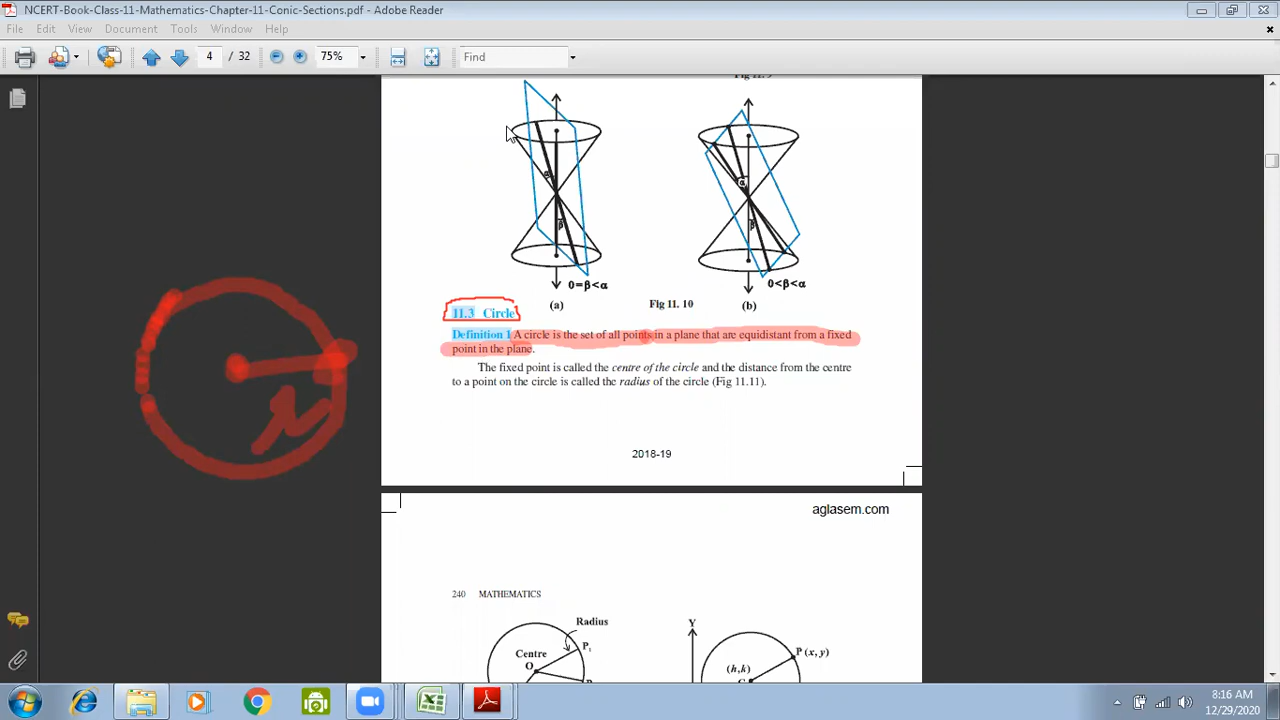 NCERT-Book-Class-11-Mathematics-Chapter-11-Conic-Sections.pdf - Adobe Reader
File Edit View Document Tools Window Help
4 / 32 75% Find
α
β
α
β
0=β<α
0<β<α
(a)
Fig 11. 10
(b)
11.3 Circle
Definition 1 A circle is the set of all points in a plane that are equidistant from a fixed
point in the plane.
The fixed point is called the centre of the circle and the distance from the centre
to a point on the circle is called the radius of the circle (Fig 11.11).
2018-19
aglasem.com
240 MATHEMATICS
Radius
Y
Centre
P1
P (x, y)
O
(h, k)
8:16 AM
12/29/2020